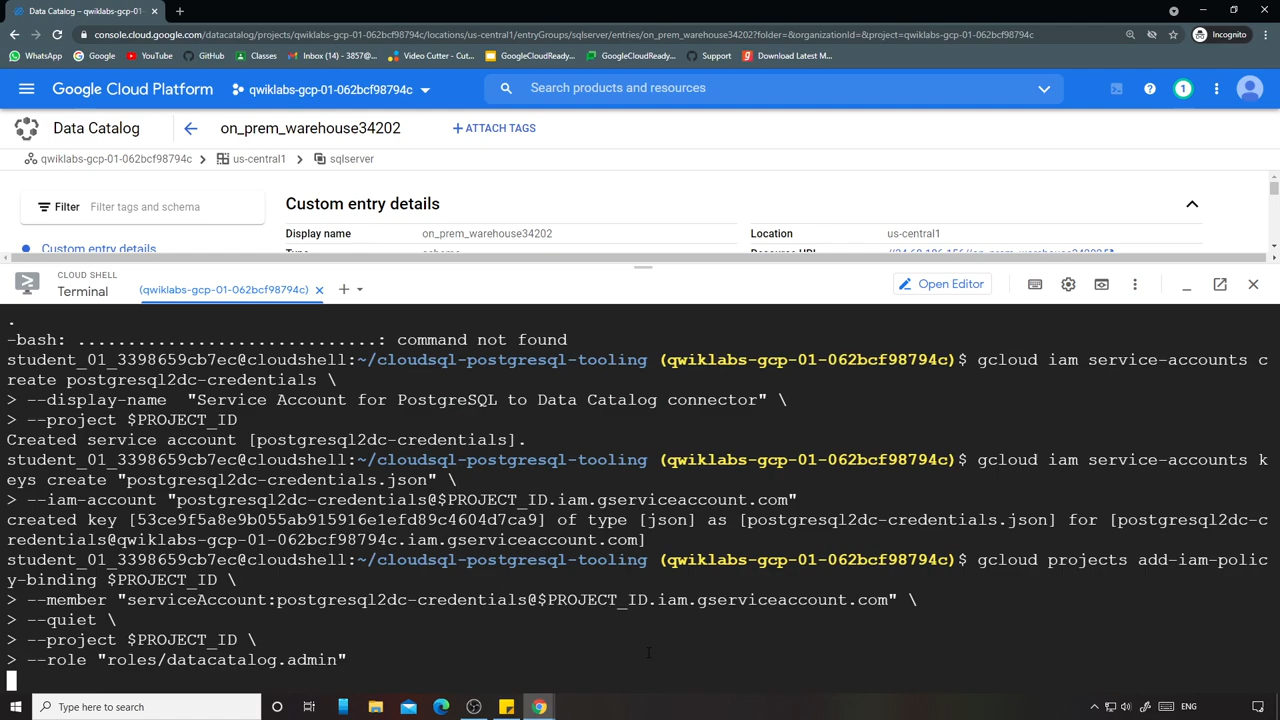 Data Catalog – qwiklabs-gcp-01-
console.cloud.google.com/datacatalog/projects/qwiklabs-gcp-01-062bcf98794c/locations/us-central1/entryGroups/sqlserver/entries/on_prem_warehouse34202?folder=&organizationId=&project=qwiklabs-gcp-01-062bcf98794c
Incognito
WhatsApp Google YouTube GitHub Classes Inbox (4) - 3857@... Video Cutter - Cut... GoogleCloudReady... GoogleCloudReady... Support Download Latest M...
Google Cloud Platform qwiklabs-gcp-01-062bcf98794c Search products and resources 1
Data Catalog on_prem_warehouse34202 ATTACH TAGS
qwiklabs-gcp-01-062bcf98794c us-central1 sqlserver
Filter Filter tags and schema
Custom entry details
Custom entry details
Display name on_prem_warehouse34202 Location us-central1
CLOUD SHELL
Terminal (qwiklabs-gcp-01-062bcf98794c) Open Editor
.
-bash: ..............................: command not found
student_01_3398659cb7ec@cloudshell:~/cloudsql-postgresql-tooling (qwiklabs-gcp-01-062bcf98794c)$ gcloud iam service-accounts c
reate postgresql2dc-credentials \
> --display-name  "Service Account for PostgreSQL to Data Catalog connector" \
> --project $PROJECT_ID
Created service account [postgresql2dc-credentials].
student_01_3398659cb7ec@cloudshell:~/cloudsql-postgresql-tooling (qwiklabs-gcp-01-062bcf98794c)$ gcloud iam service-accounts k
eys create "postgresql2dc-credentials.json" \
> --iam-account "postgresql2dc-credentials@$PROJECT_ID.iam.gserviceaccount.com"
created key [53ce9f5a8e9b055ab915916e1efd89c4604d7ca9] of type [json] as [postgresql2dc-credentials.json] for [postgresql2dc-c
redentials@qwiklabs-gcp-01-062bcf98794c.iam.gserviceaccount.com]
student_01_3398659cb7ec@cloudshell:~/cloudsql-postgresql-tooling (qwiklabs-gcp-01-062bcf98794c)$ gcloud projects add-iam-polic
y-binding $PROJECT_ID \
> --member "serviceAccount:postgresql2dc-credentials@$PROJECT_ID.iam.gserviceaccount.com" \
> --quiet \
> --project $PROJECT_ID \
> --role "roles/datacatalog.admin"
Type here to search ENG